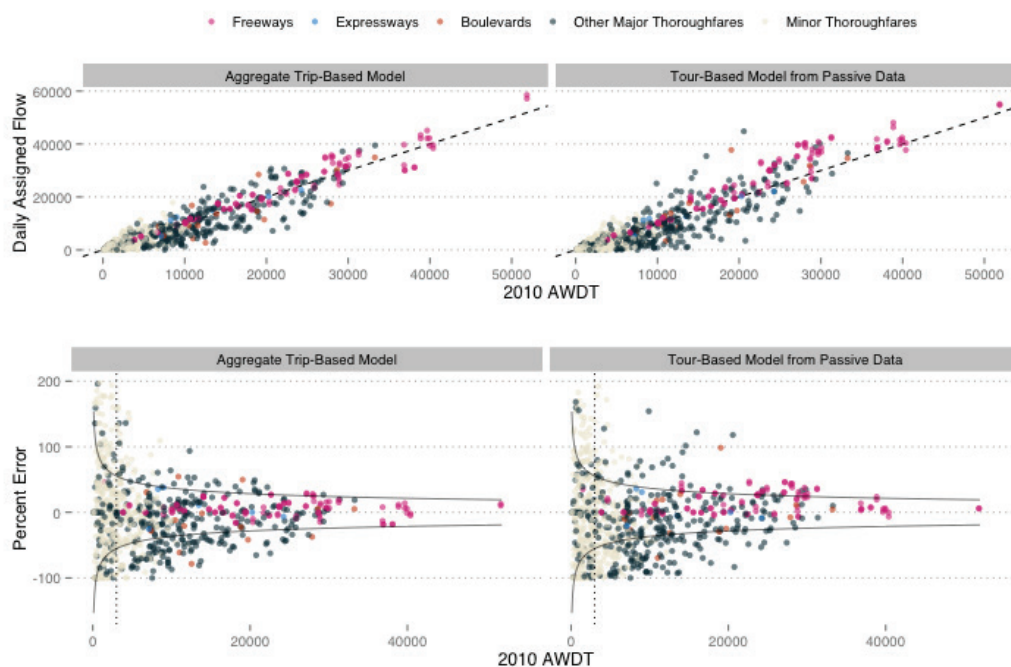 Freeways Expressways Boulevards Other Major Thoroughfares Minor Thoroughfares
Aggregate Trip-Based Model Tour-Based Model from Passive Data
Daily Assigned Flow
60000
40000
20000
0
0 10000 20000 30000 40000 50000 0 10000 20000 30000 40000 50000
2010 AWDT
Aggregate Trip-Based Model Tour-Based Model from Passive Data
Percent Error
200
100
0
-100
0 20000 40000 0 20000 40000
2010 AWDT